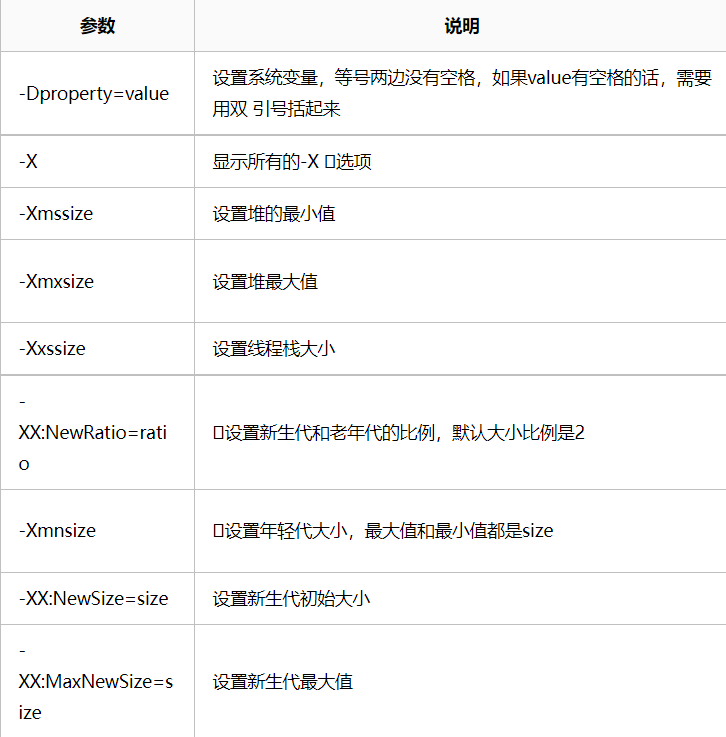 参数 说明
-Dproperty=value
设置系统变量，等号两边没有空格，如果value有空格的话，需要
用双 引号括起来
-X 显示所有的-X 选项
-Xmssize 设置堆的最小值
-Xmxsize 设置堆最大值
-Xxssize 设置线程栈大小
-
XX:NewRatio=rati
o
设置新生代和老年代的比例，默认大小比例是2
-Xmnsize 设置年轻代大小，最大值和最小值都是size
-XX:NewSize=size 设置新生代初始大小
-
XX:MaxNewSize=s
ize
设置新生代最大值